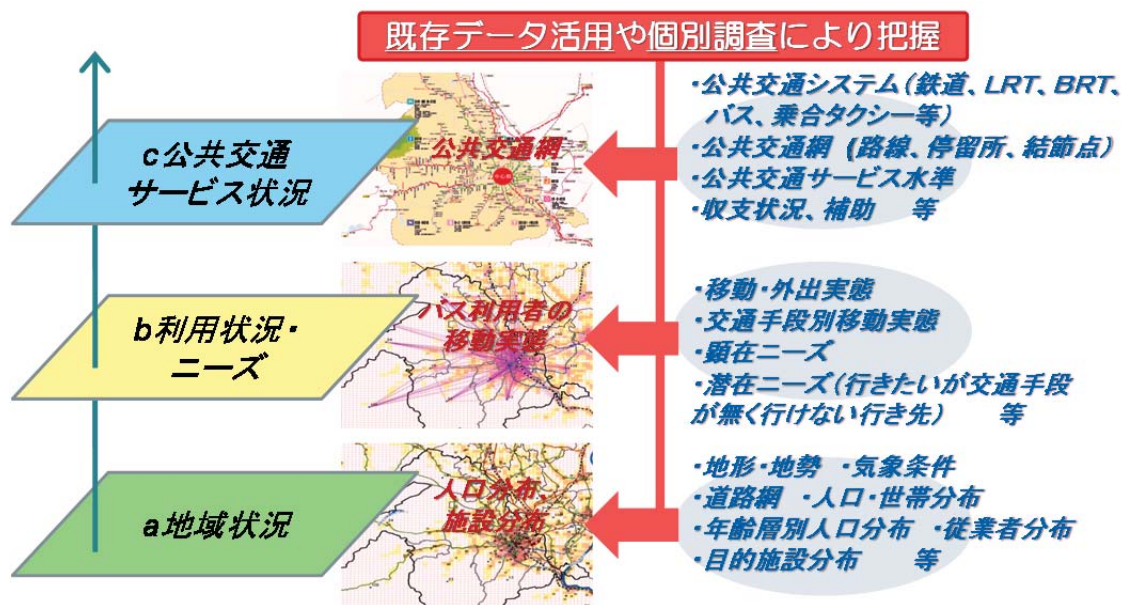 既存データ活用や個別調査により把握
c公共交通
サービス状況
公共交通網
・公共交通システム(鉄道、LRT、BRT、
バス、乗合タクシー等)
・公共交通網 (路線、停留所、結節点)
・公共交通サービス水準
・収支状況、補助 等
b利用状況・
ニーズ
バス利用者の
移動実態
・移動・外出実態
・交通手段別移動実態
・顕在ニーズ
・潜在ニーズ(行きたいが交通手段
が無く行けない行き先) 等
a地域状況
人口分布、
施設分布
・地形・地勢 ・気象条件
・道路網 ・人口・世帯分布
・年齢層別人口分布 ・従業者分布
・目的施設分布 等